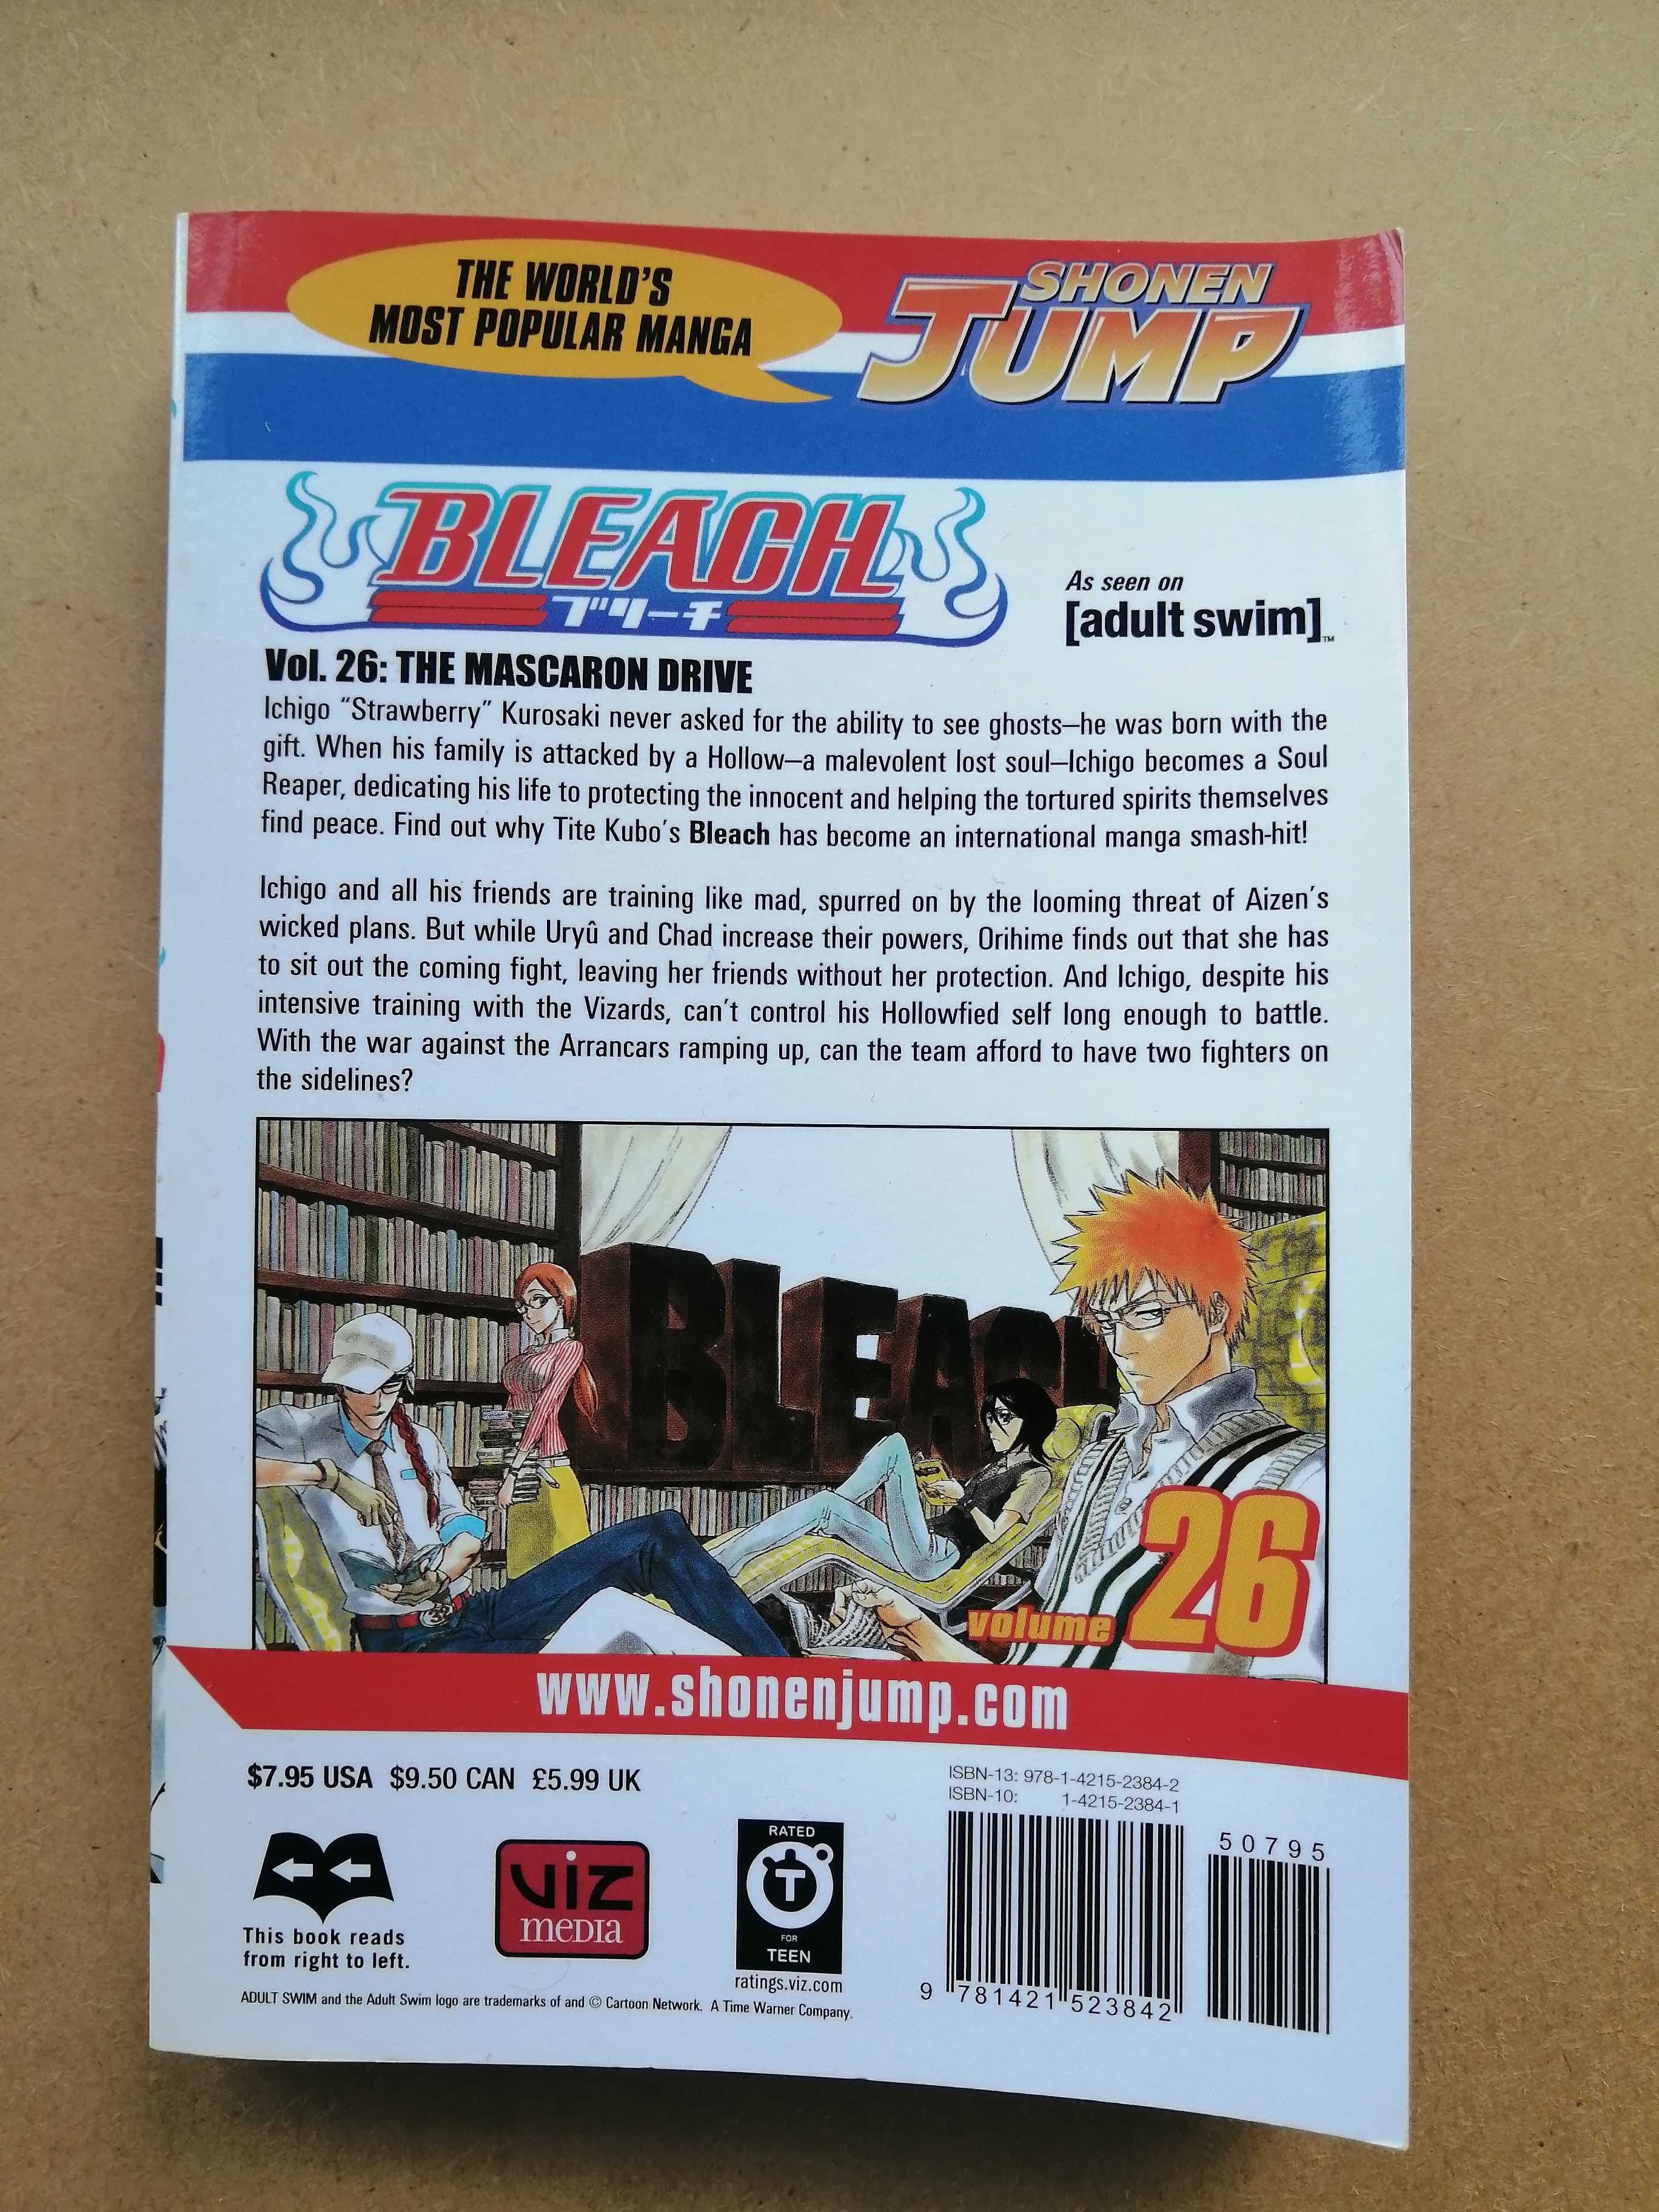 THE WORLD'S
MOST POPULAR MANGA
SHONEN
JUMP
BLEACH
ブリーチ
As seen on
[adult swim]™
Vol. 26: THE MASCARON DRIVE
Ichigo “Strawberry” Kurosaki never asked for the ability to see ghosts—he was born with the
gift. When his family is attacked by a Hollow—a malevolent lost soul—Ichigo becomes a Soul
Reaper, dedicating his life to protecting the innocent and helping the tortured spirits themselves
find peace. Find out why Tite Kubo's Bleach has become an international manga smash-hit!
Ichigo and all his friends are training like mad, spurred on by the looming threat of Aizen's
wicked plans. But while Uryû and Chad increase their powers, Orihime finds out that she has
to sit out the coming fight, leaving her friends without her protection. And Ichigo, despite his
intensive training with the Vizards, can't control his Hollowfied self long enough to battle.
With the war against the Arrancars ramping up, can the team afford to have two fighters on
the sidelines?
BLEACH
volume 26
www.shonenjump.com
$7.95 USA $9.50 CAN £5.99 UK
ISBN-13: 978-1-4215-2384-2
ISBN-10: 1-4215-2384-1
50795
This book reads
from right to left.
VIZ
MEDIA
RATED
T
FOR
TEEN
ratings.viz.com
9 781421 523842
ADULT SWIM and the Adult Swim logo are trademarks of and © Cartoon Network. A Time Warner Company.